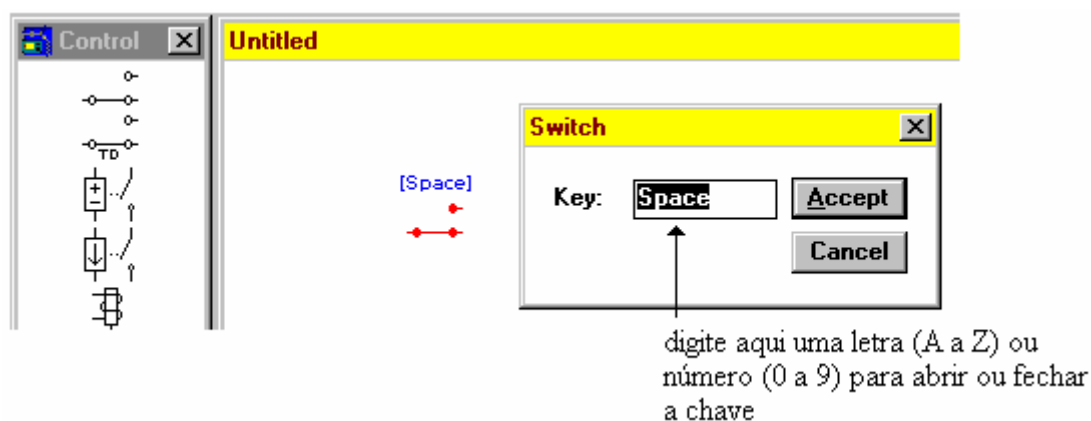 Control
Untitled
TD
[Space]
Switch
Key: Space Accept
Cancel
digite aqui uma letra (A a Z) ou
número (0 a 9) para abrir ou fechar
a chave